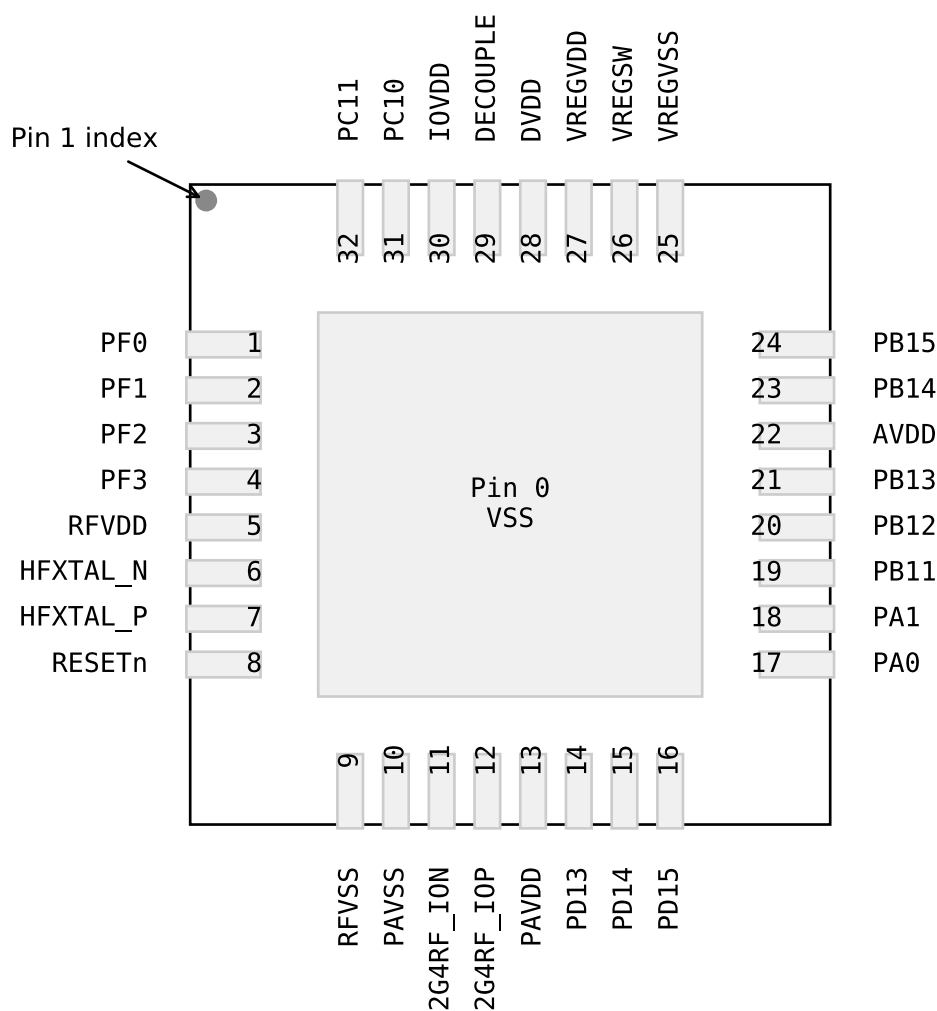 PC11
PC10
IOVDD
DECOUPLE
DVDD
VREGVDD
VREGSW
VREGVSS
Pin 1 index
32
31
30
29
28
27
26
25
PF0 1
PF1 2
PF2 3
PF3 4
RFVDD 5
HFXTAL_N 6
HFXTAL_P 7
RESETn 8
Pin 0
VSS
24 PB15
23 PB14
22 AVDD
21 PB13
20 PB12
19 PB11
18 PA1
17 PA0
9
10
11
12
13
14
15
16
RFVSS
PAVSS
2G4RF_ION
2G4RF_IOP
PAVDD
PD13
PD14
PD15